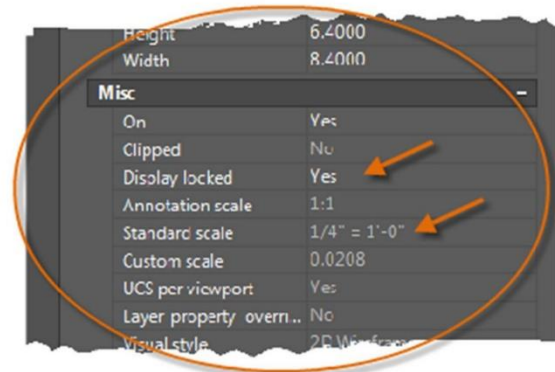 Height 6.4000
Width 8.4000
Misc
On Yes
Clipped No
Display locked Yes
Annotation scale 1:1
Standard scale 1/4" = 1'-0"
Custom scale 0.0208
UCS per viewport Yes
Layer property overri... No
Visual style 2D Wirefram